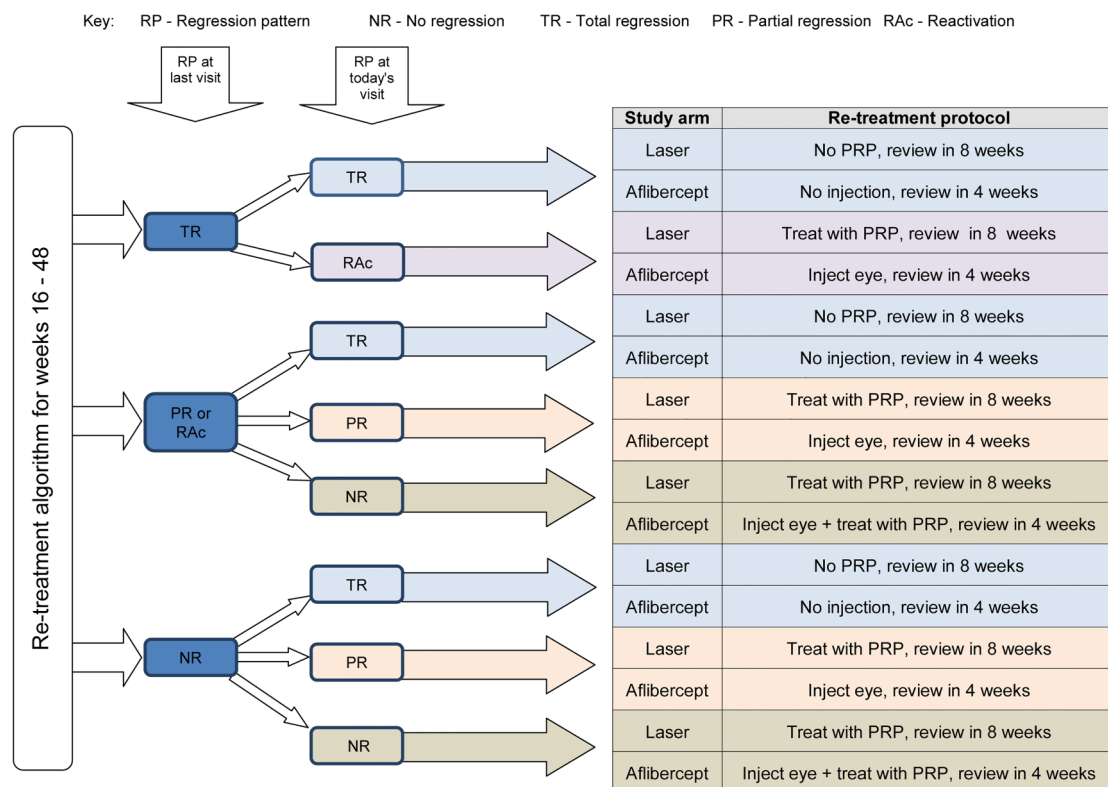 Key: RP - Regression pattern NR - No regression TR - Total regression PR - Partial regression RAc - Reactivation
RP at
last visit
RP at
today's
visit
Re-treatment algorithm for weeks 16 - 48
Study arm Re-treatment protocol
TR
TR
Laser No PRP, review in 8 weeks
Aflibercept No injection, review in 4 weeks
RAc
Laser Treat with PRP, review in 8 weeks
Aflibercept Inject eye, review in 4 weeks
PR or
RAc
TR
Laser No PRP, review in 8 weeks
Aflibercept No injection, review in 4 weeks
PR
Laser Treat with PRP, review in 8 weeks
Aflibercept Inject eye, review in 4 weeks
NR
Laser Treat with PRP, review in 8 weeks
Aflibercept Inject eye + treat with PRP, review in 4 weeks
NR
TR
Laser No PRP, review in 8 weeks
Aflibercept No injection, review in 4 weeks
PR
Laser Treat with PRP, review in 8 weeks
Aflibercept Inject eye, review in 4 weeks
NR
Laser Treat with PRP, review in 8 weeks
Aflibercept Inject eye + treat with PRP, review in 4 weeks